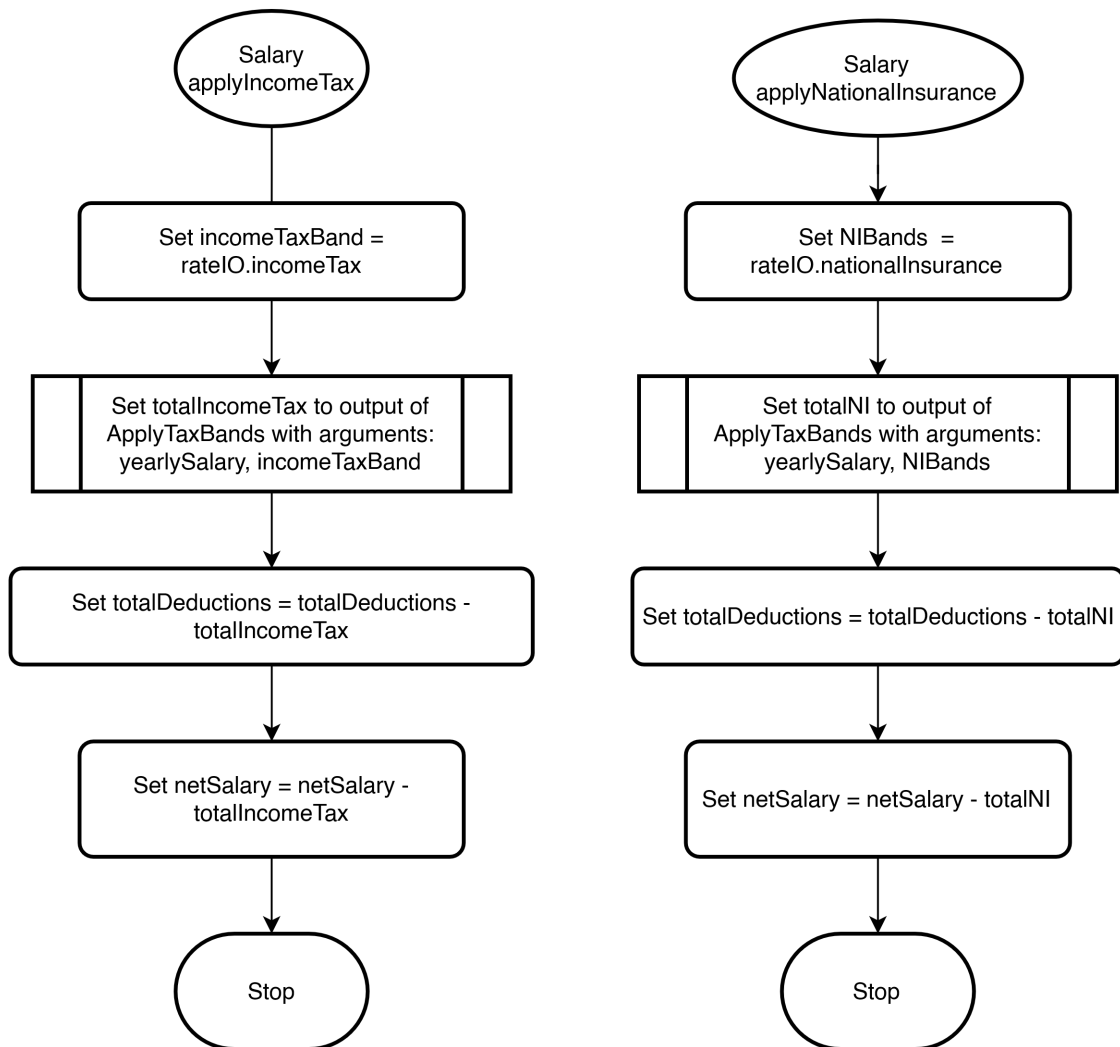 Salary
applyIncomeTax
Set incomeTaxBand =
rateIO.incomeTax
Set totalIncomeTax to output of
ApplyTaxBands with arguments:
yearlySalary, incomeTaxBand
Set totalDeductions = totalDeductions -
totalIncomeTax
Set netSalary = netSalary -
totalIncomeTax
Stop
Salary
applyNationalInsurance
Set NIBands  =
rateIO.nationalInsurance
Set totalNI to output of
ApplyTaxBands with arguments:
yearlySalary, NIBands
Set totalDeductions = totalDeductions - totalNI
Set netSalary = netSalary - totalNI
Stop